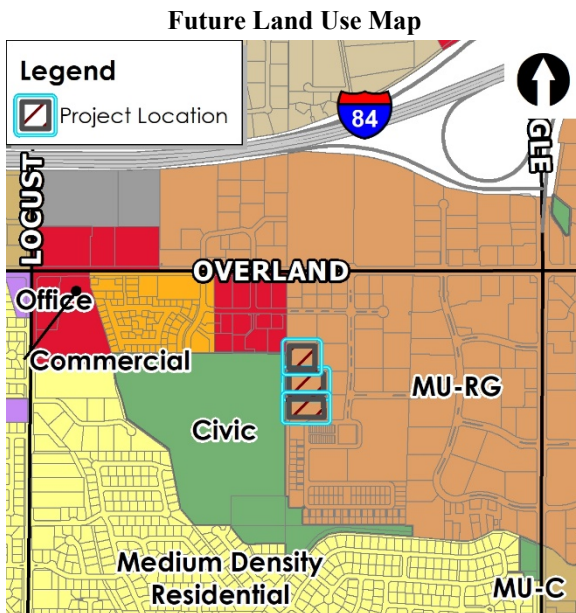 Future Land Use Map
Legend
Project Location
84
GLE
LOCUST
OVERLAND
Office
Commercial
MU-RG
Civic
Medium Density
Residential
MU-C